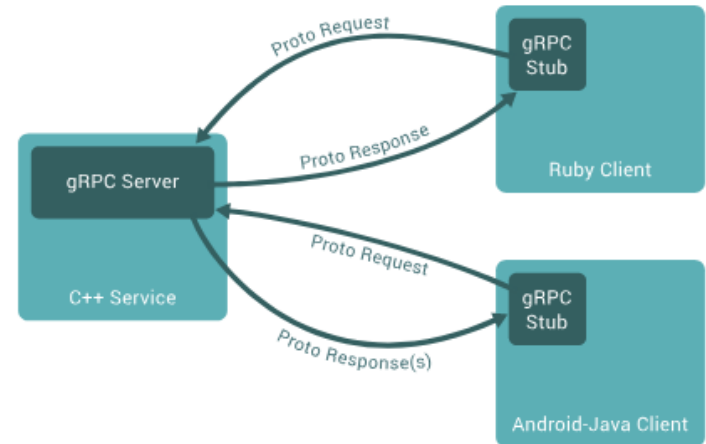 Proto Request
gRPC
Stub
Ruby Client
Proto Response
gRPC Server
C++ Service
Proto Request
gRPC
Stub
Proto Response(s)
Android-Java Client